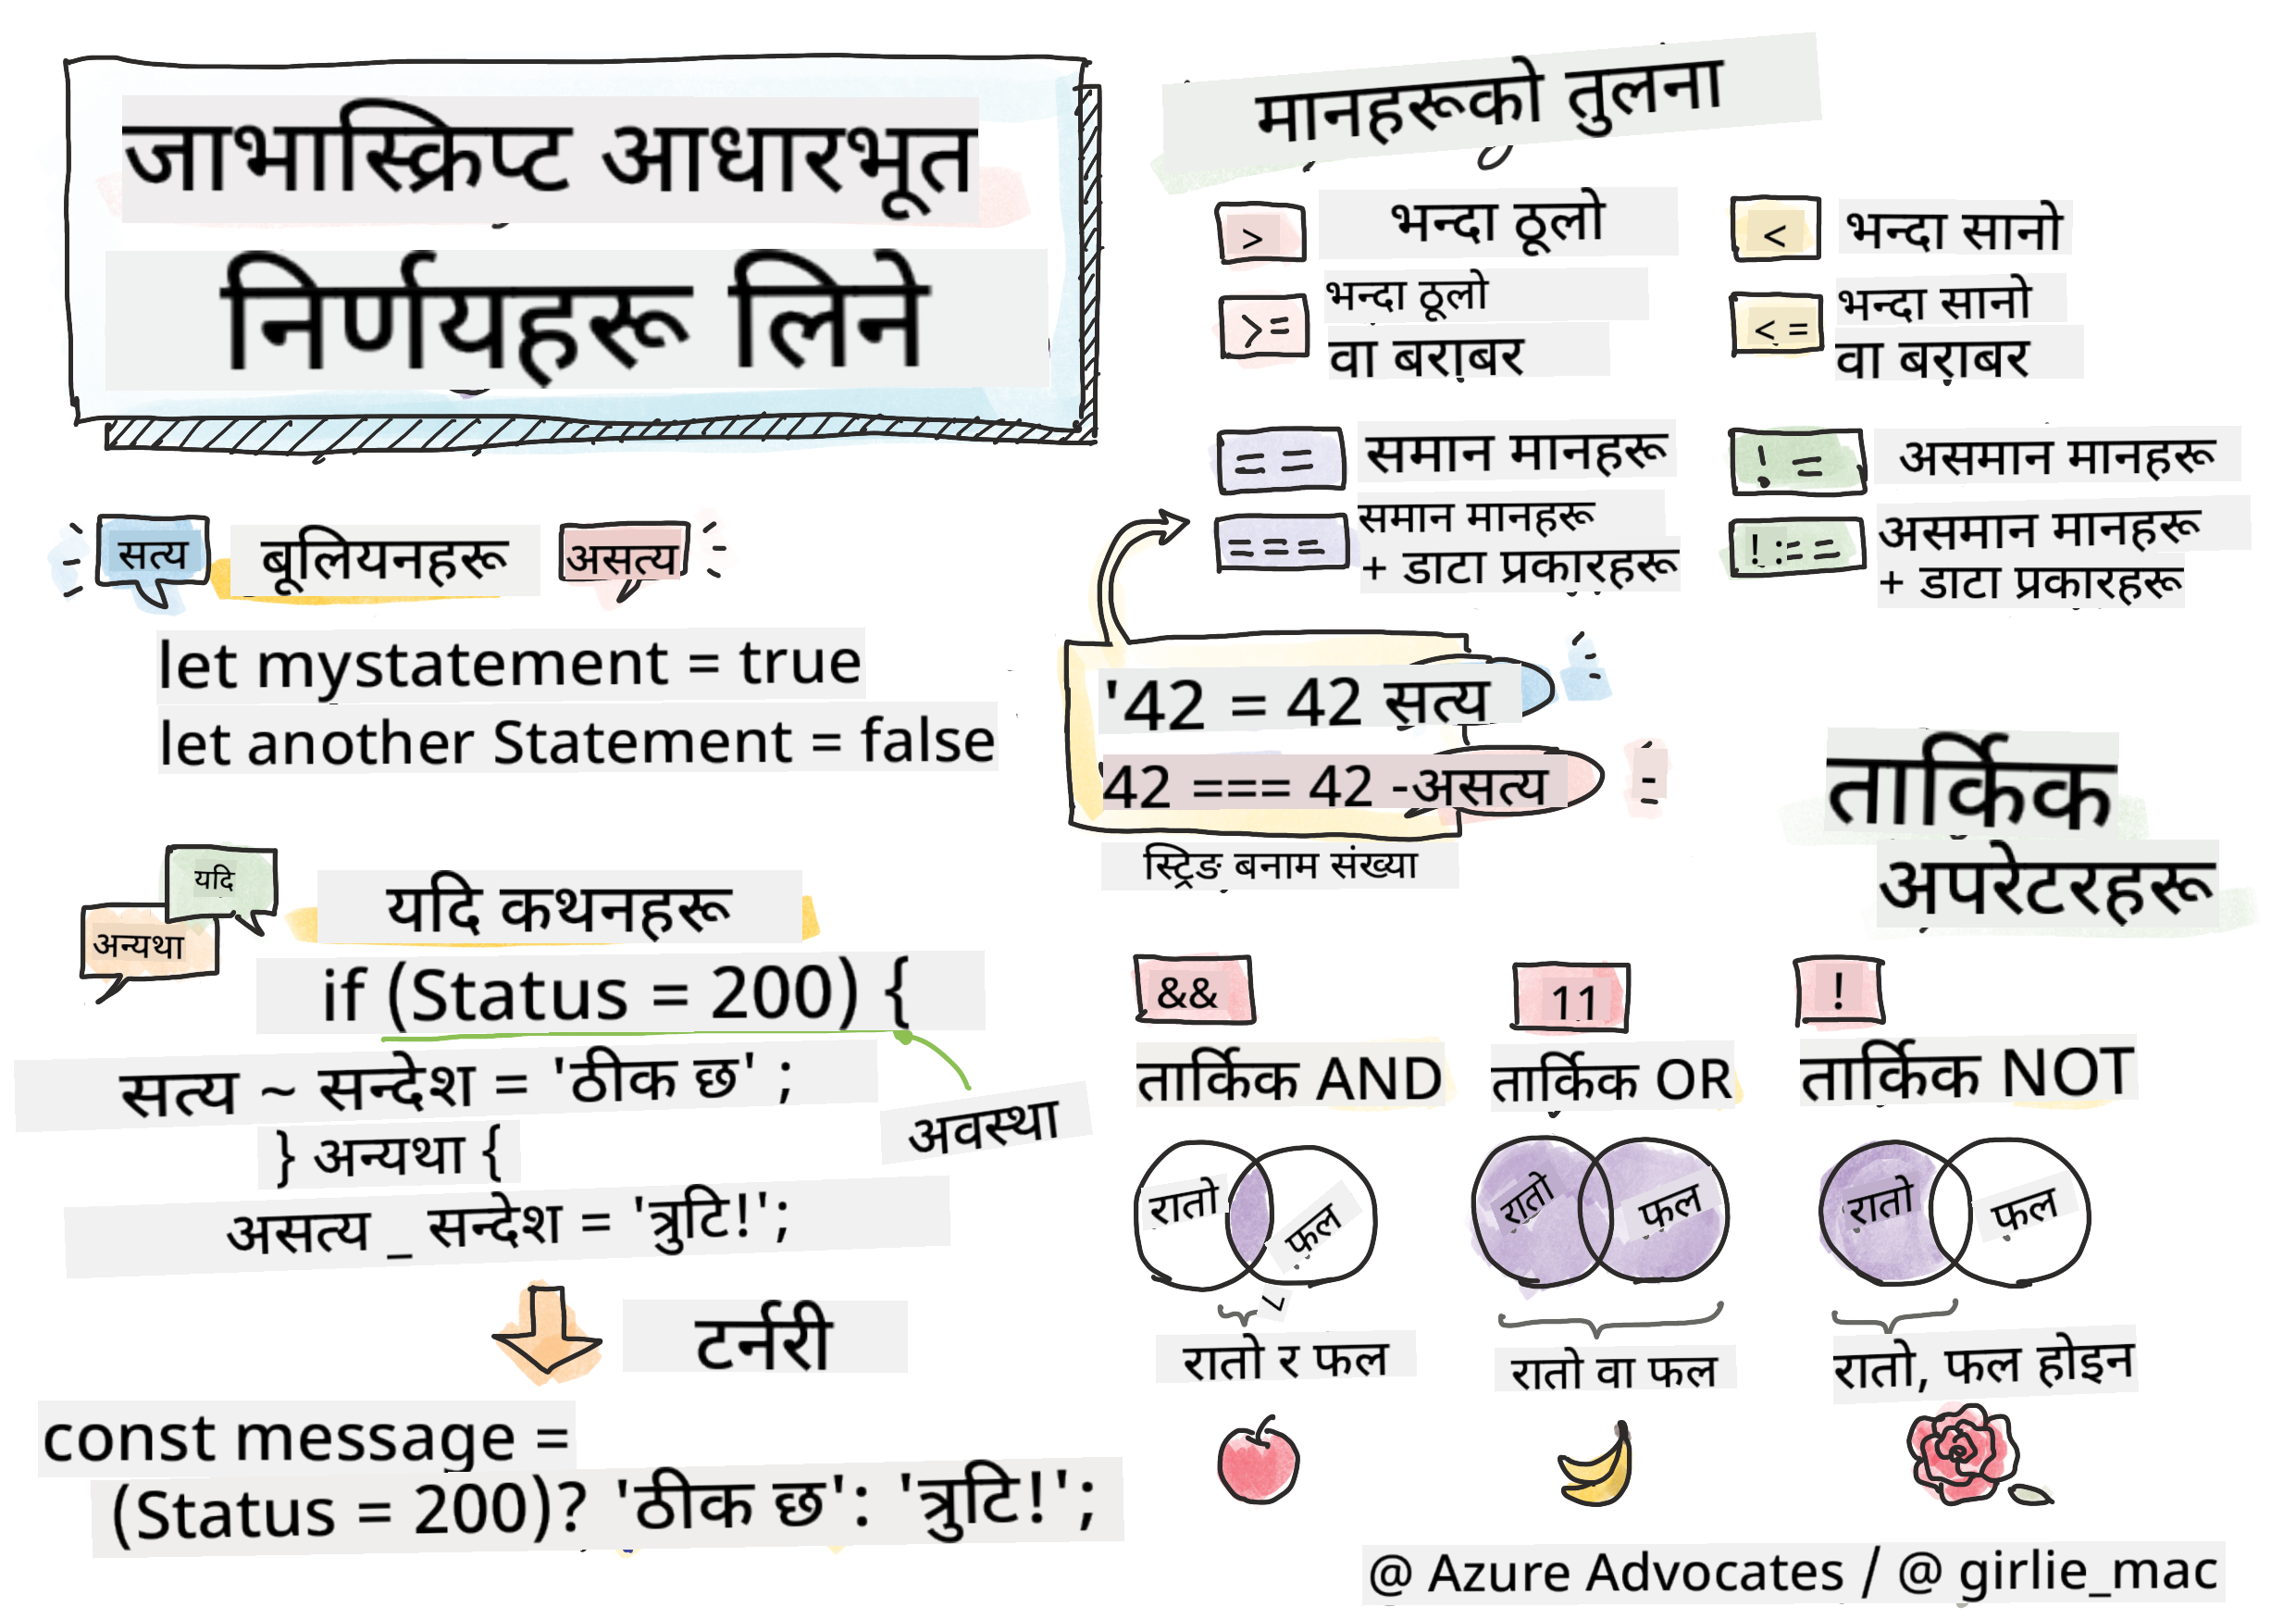 जाभास्क्रिप्ट आधारभूत
निर्णयहरू लिने
सत्य
बूलियनहरू
असत्य
let mystatement = true
let another Statement = false
यदि
अन्यथा
यदि कथनहरू
if (Status = 200) {
सत्य ~ सन्देश = 'ठीक छ' ;
अवस्था
} अन्यथा {
असत्य _ सन्देश = 'त्रुटि!';
टर्नरी
const message =
(Status = 200)? 'ठीक छ': 'त्रुटि!';
मानहरूको तुलना
> भन्दा ठूलो
< भन्दा सानो
>= भन्दा ठूलो
वा बराबर
< = भन्दा सानो
वा बराबर
== समान मानहरू
!= असमान मानहरू
=== समान मानहरू
+ डाटा प्रकारहरू
! :== असमान मानहरू
+ डाटा प्रकारहरू
'42 = 42 सत्य
42 === 42 -असत्य
स्ट्रिङ बनाम संख्या
तार्किक
अपरेटरहरू
&&
11
!
तार्किक AND
तार्किक OR
तार्किक NOT
रातो
फल
रातो
फल
रातो
फल
रातो र फल
रातो वा फल
रातो, फल होइन
@ Azure Advocates / @ girlie_mac